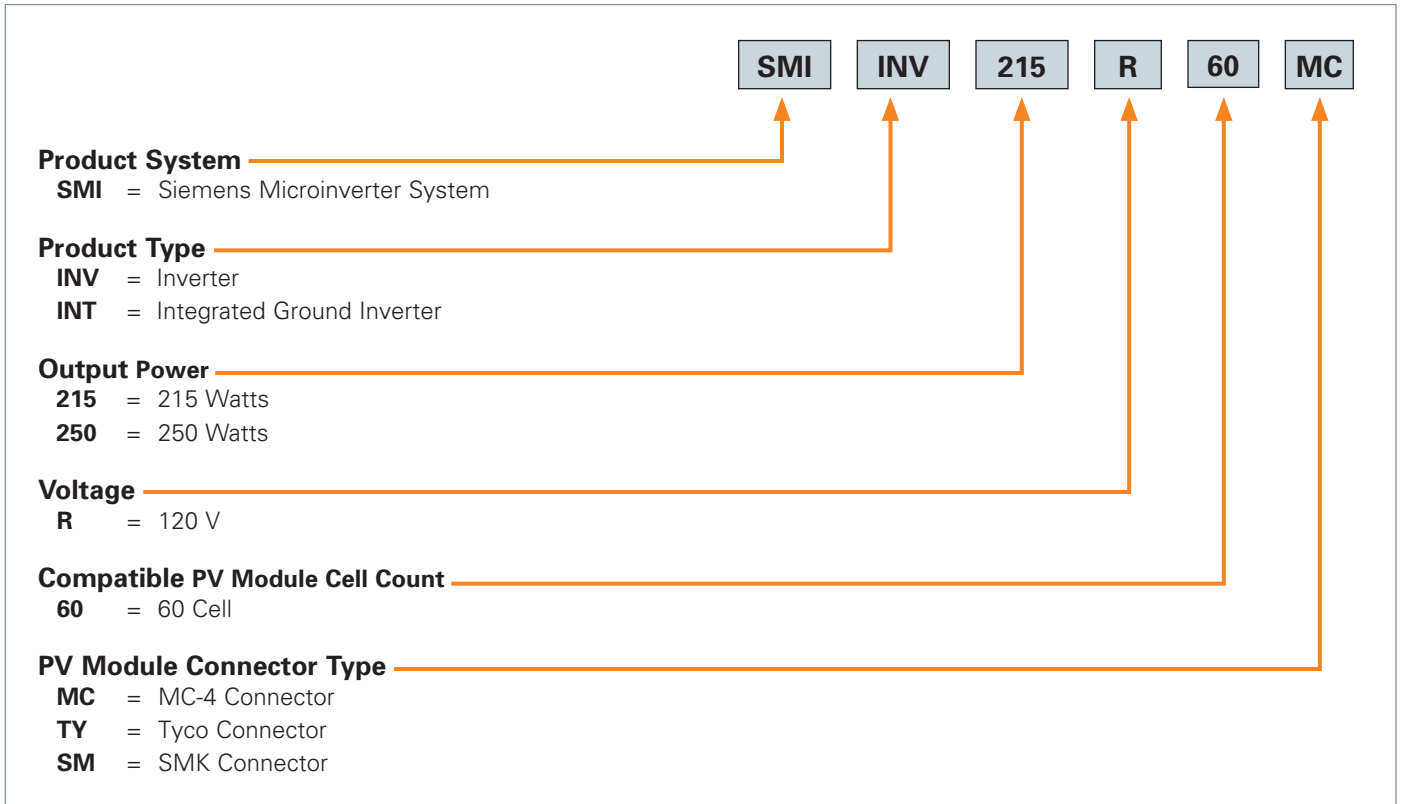 SMI INV 215 R 60 MC
Product System
SMI = Siemens Microinverter System
Product Type
INV = Inverter
INT = Integrated Ground Inverter
Output Power
215 = 215 Watts
250 = 250 Watts
Voltage
R = 120 V
Compatible PV Module Cell Count
60 = 60 Cell
PV Module Connector Type
MC = MC-4 Connector
TY = Tyco Connector
SM = SMK Connector